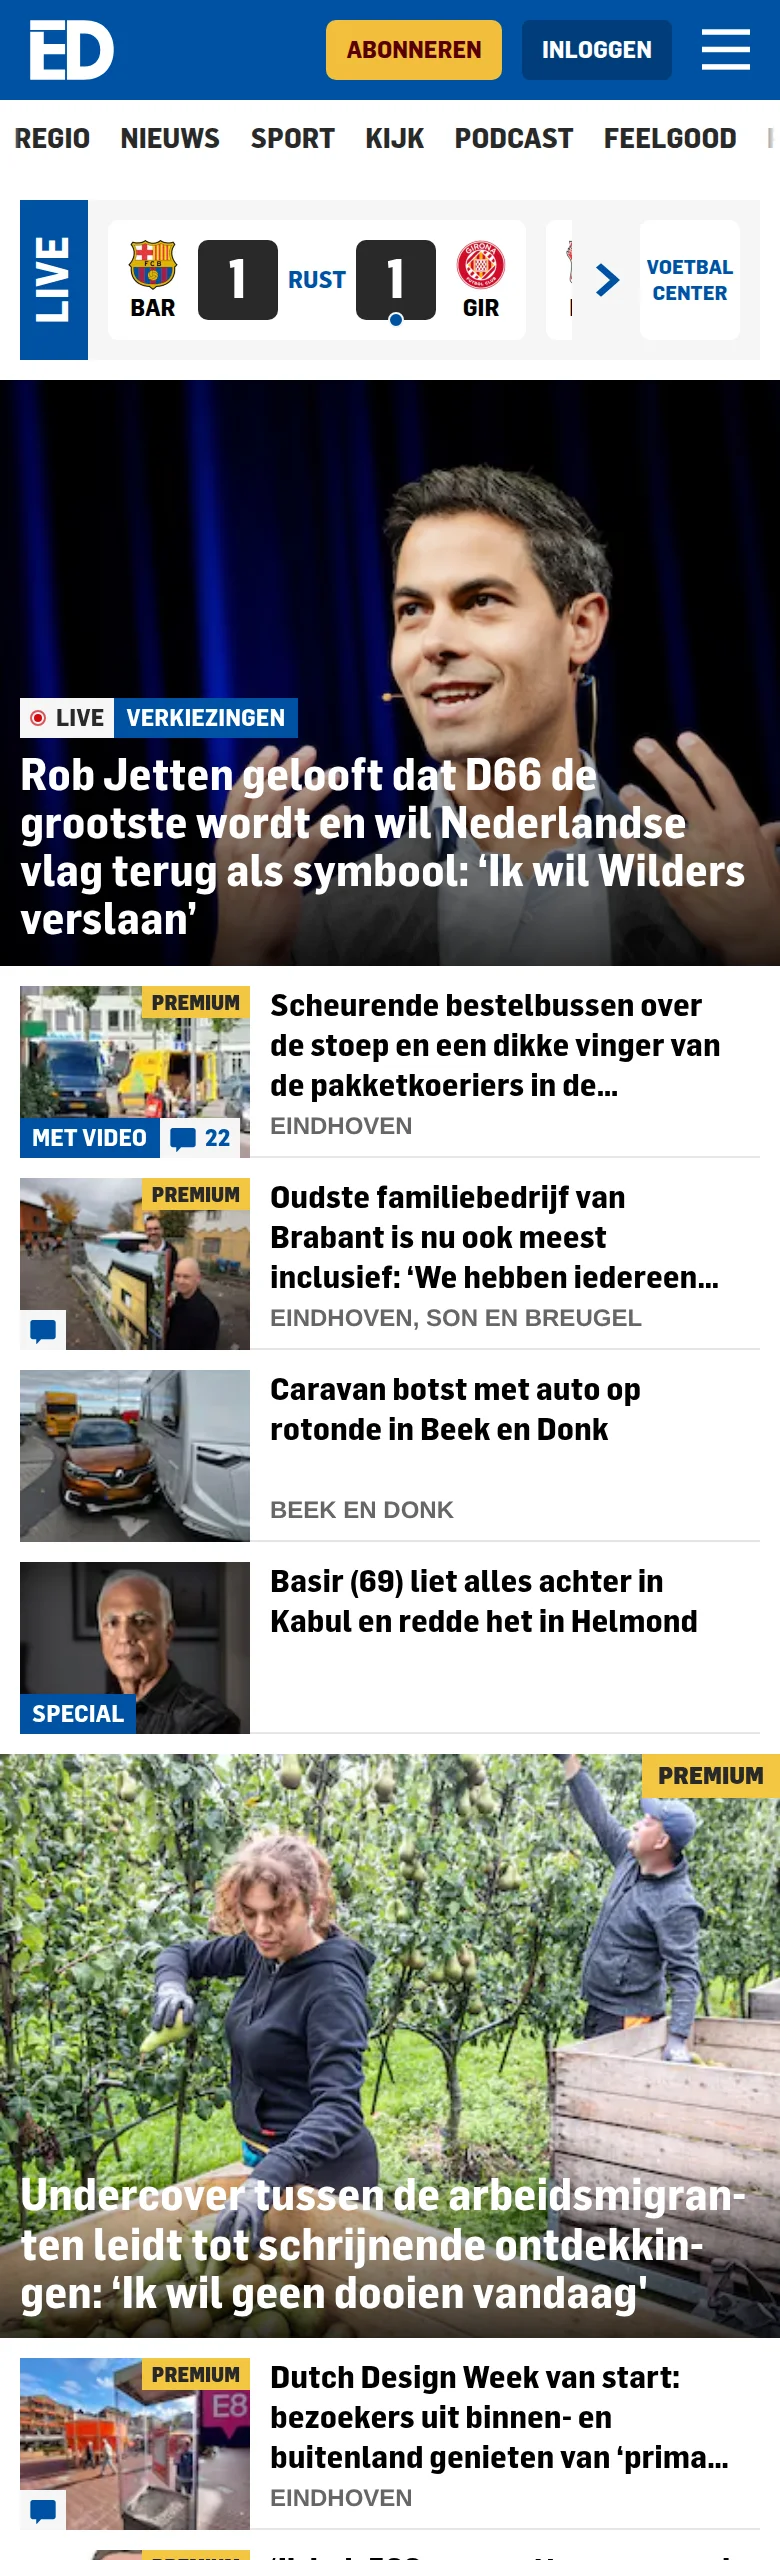 ED
ABONNEREN
INLOGGEN
REGIO NIEUWS SPORT KIJK PODCAST FEELGOOD
LIVE
1 RUST 1
BAR GIR
VOETBAL
CENTER
LIVE VERKIEZINGEN
Rob Jetten gelooft dat D66 de
grootste wordt en wil Nederlandse
vlag terug als symbool: ‘Ik wil Wilders
verslaan’
PREMIUM
MET VIDEO 22
Scheurende bestelbussen over
de stoep en een dikke vinger van
de pakketkoeriers in de...
EINDHOVEN
PREMIUM
Oudste familiebedrijf van
Brabant is nu ook meest
inclusief: ‘We hebben iedereen...
EINDHOVEN, SON EN BREUGEL
Caravan botst met auto op
rotonde in Beek en Donk
BEEK EN DONK
SPECIAL
Basir (69) liet alles achter in
Kabul en redde het in Helmond
PREMIUM
Undercover tussen de arbeidsmigran-
ten leidt tot schrijnende ontdekkin-
gen: ‘Ik wil geen dooien vandaag'
PREMIUM
E8
Dutch Design Week van start:
bezoekers uit binnen- en
buitenland genieten van ‘prima...
EINDHOVEN